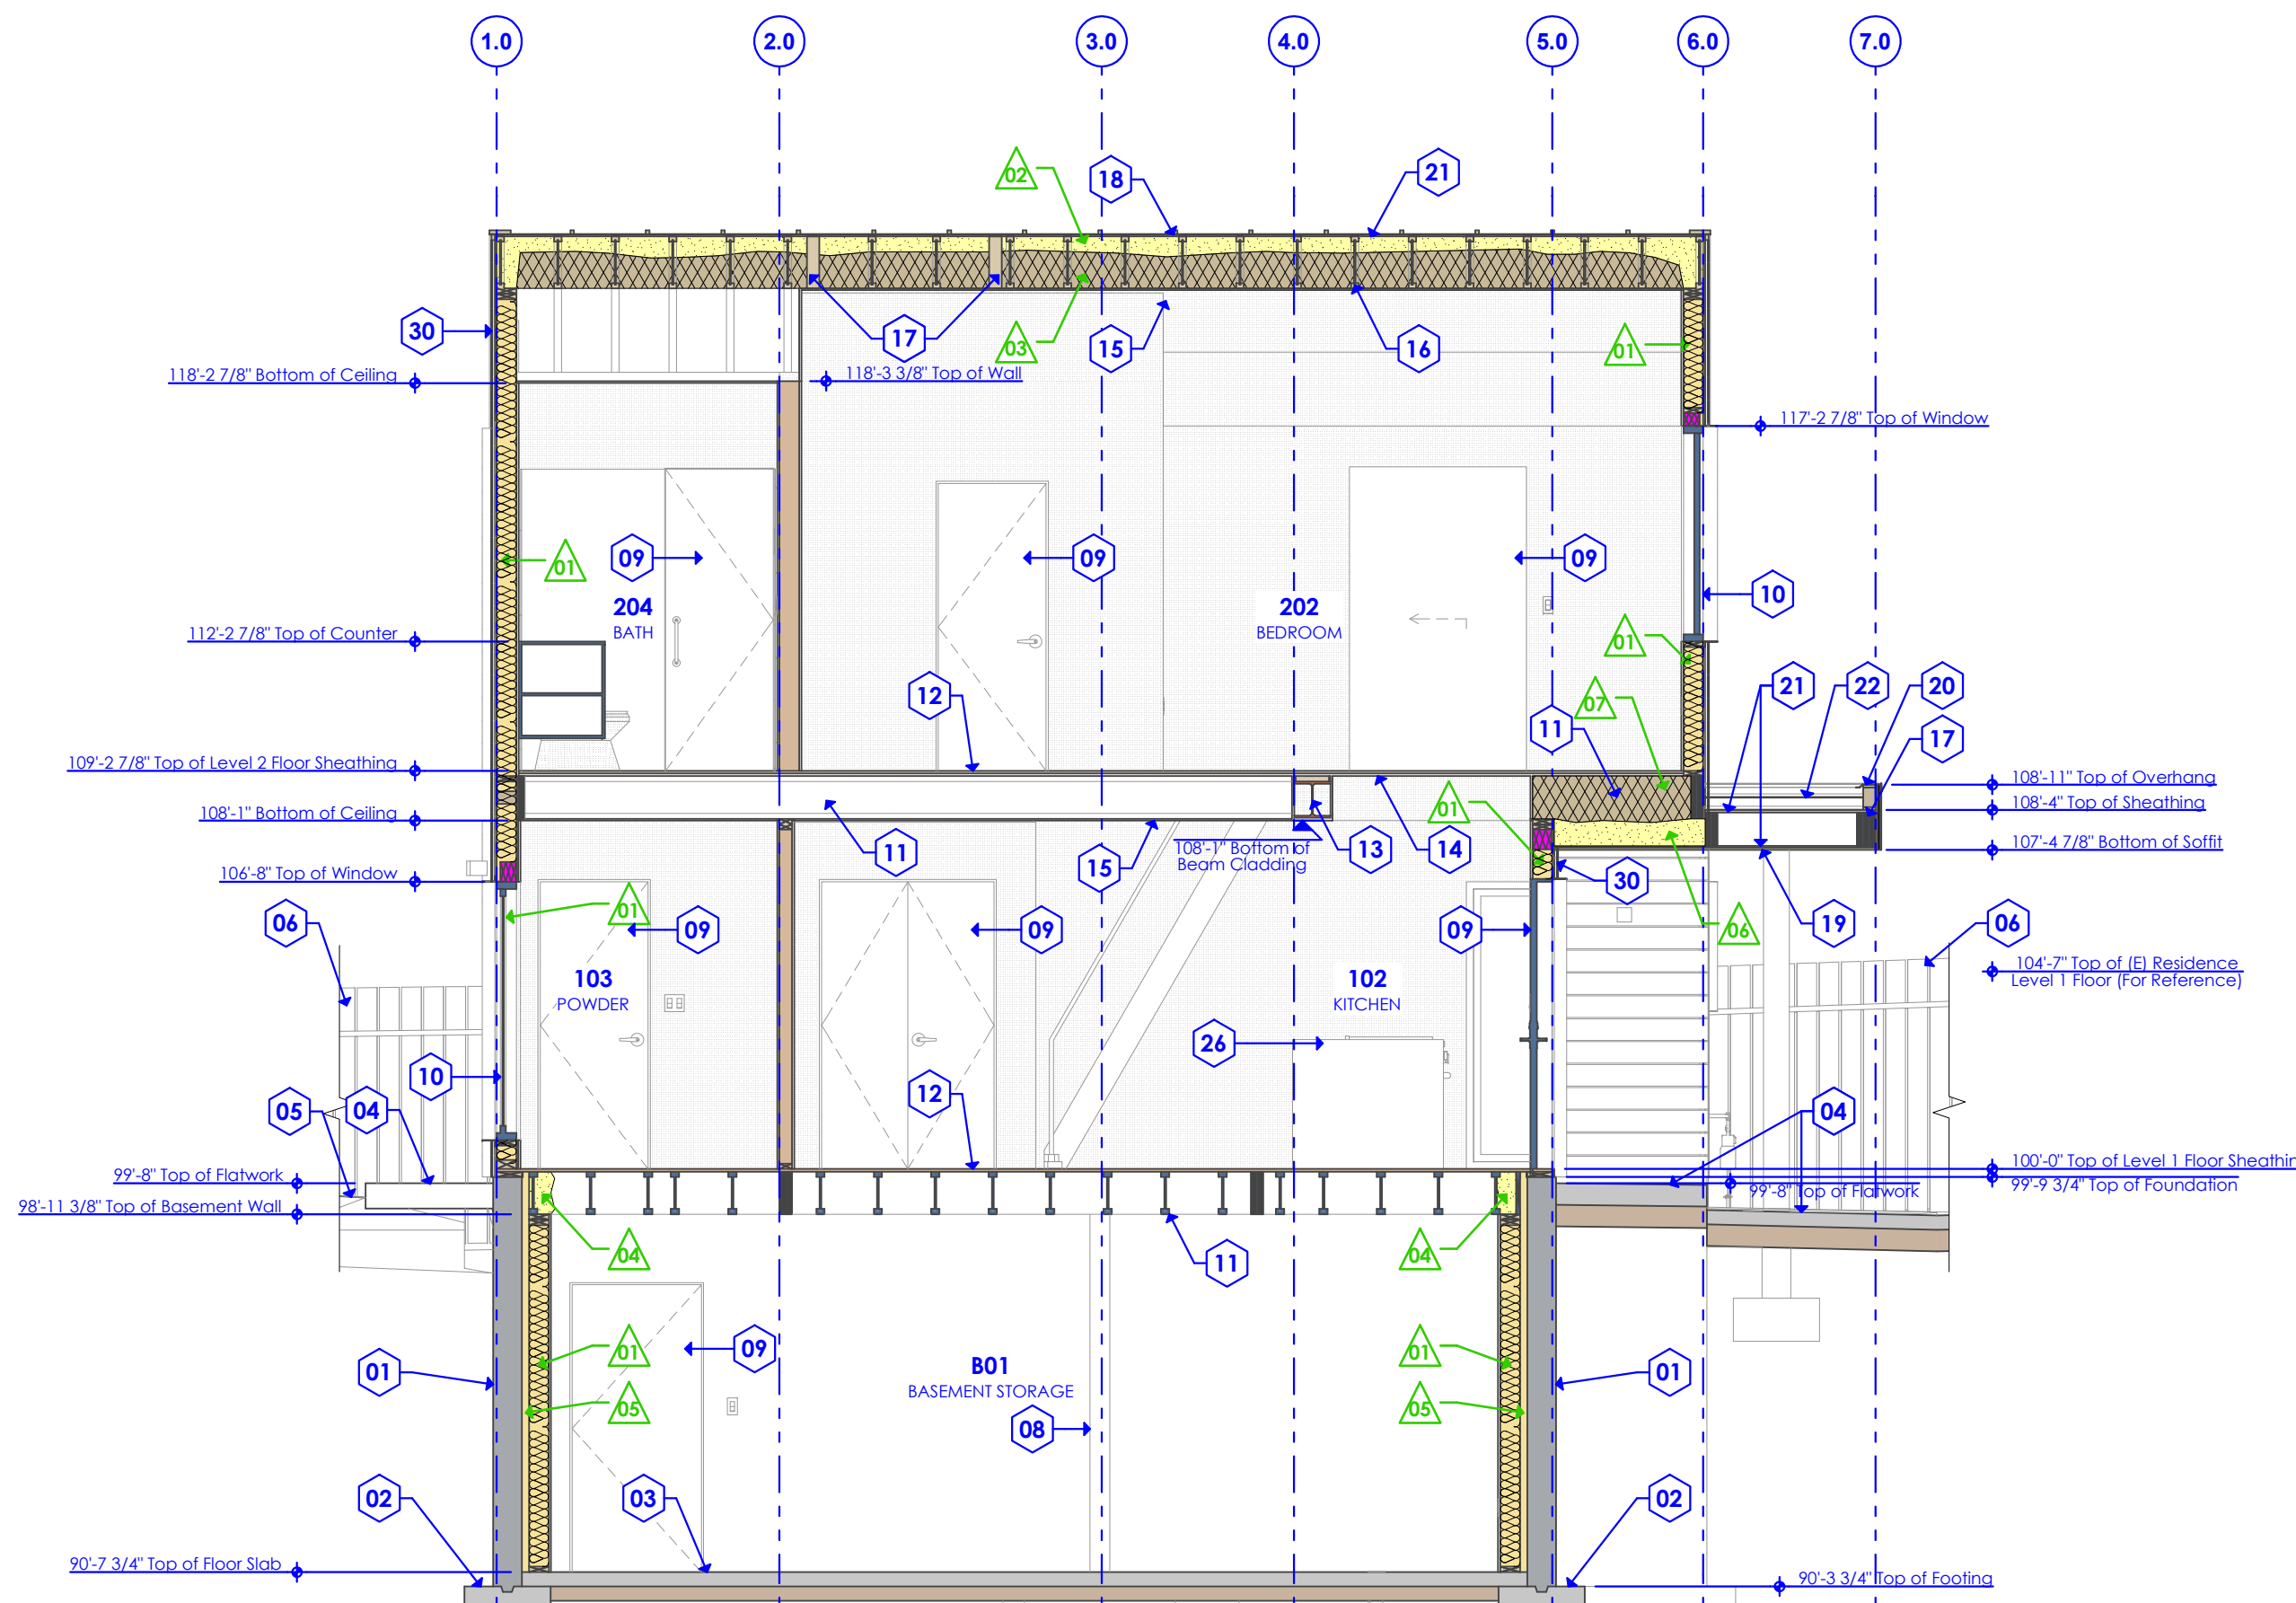 1.0
2.0
3.0
4.0
5.0
6.0
7.0
02
18
21
30
17
03
15
16
01
118'-2 7/8" Bottom of Ceiling
118'-3 3/8" Top of Wall
117'-2 7/8" Top of Window
01
09
09
09
10
204
BATH
202
BEDROOM
112'-2 7/8" Top of Counter
01
12
07
11
21
22
20
17
109'-2 7/8" Top of Level 2 Floor Sheathing
108'-11" Top of Overhang
108'-4" Top of Sheathing
108'-1" Bottom of Ceiling
01
107'-4 7/8" Bottom of Soffit
11
15
108'-1" Bottom of
Beam Cladding
13
14
106'-8" Top of Window
30
06
01
09
09
09
06
19
06
103
POWDER
102
KITCHEN
104'-7" Top of (E) Residence
Level 1 Floor (For Reference)
26
10
12
05
04
04
99'-8" Top of Flatwork
100'-0" Top of Level 1 Floor Sheathin
99'-9 3/4" Top of Foundation
99'-8" Top of Flatwork
98'-11 3/8" Top of Basement Wall
04
11
04
01
09
01
B01
BASEMENT STORAGE
01
01
05
05
08
02
03
02
90'-7 3/4" Top of Floor Slab
90'-3 3/4" Top of Footing